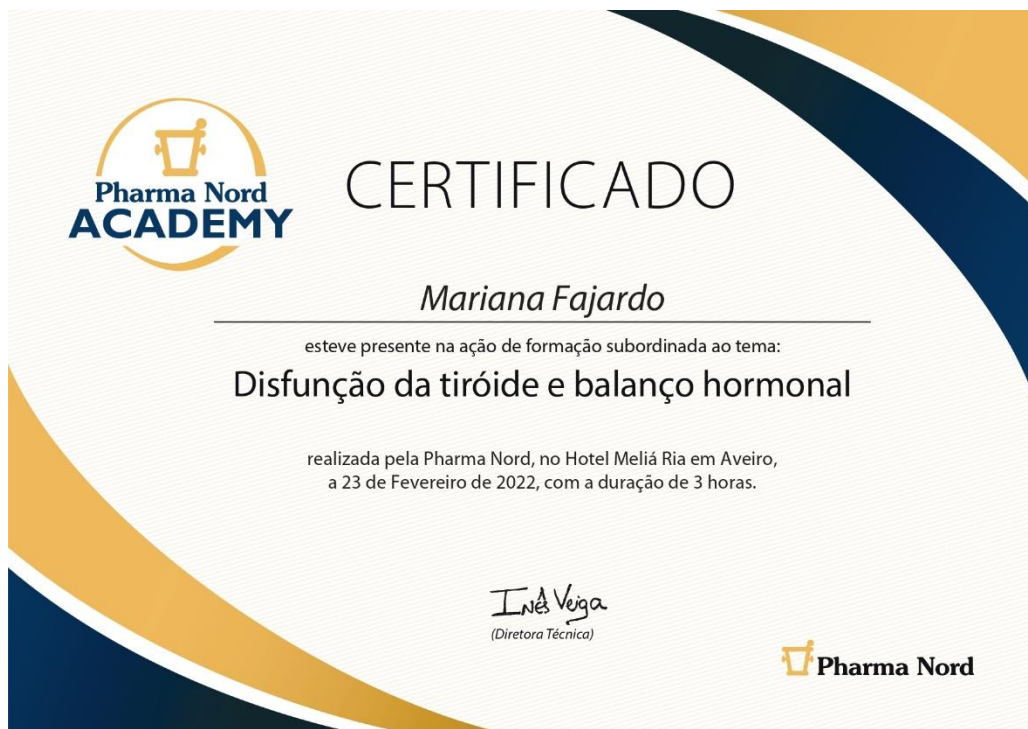 Pharma Nord
ACADEMY
CERTIFICADO
Mariana Fajardo
esteve presente na ação de formação subordinada ao tema:
Disfunção da tiróide e balanço hormonal
realizada pela Pharma Nord, no Hotel Meliá Ria em Aveiro,
a 23 de Fevereiro de 2022, com a duração de 3 horas.
Inês Veiga
(Diretora Técnica)
Pharma Nord